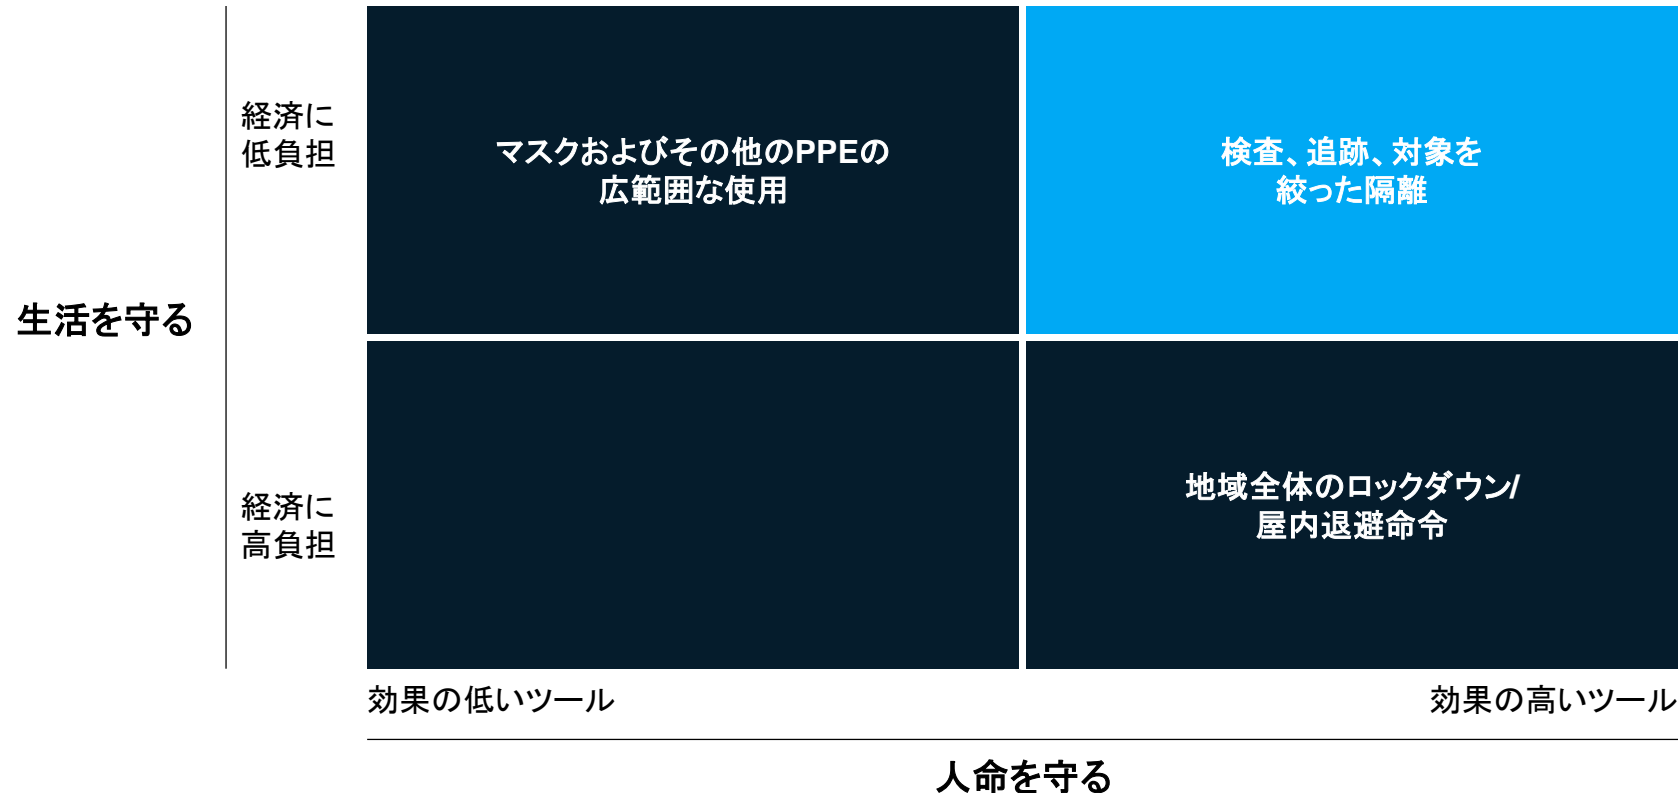 経済に
低負担
マスクおよびその他のPPEの
広範囲な使用
検査、追跡、対象を
絞った隔離
生活を守る
経済に
高負担
地域全体のロックダウン/
屋内退避命令
効果の低いツール
効果の高いツール
人命を守る